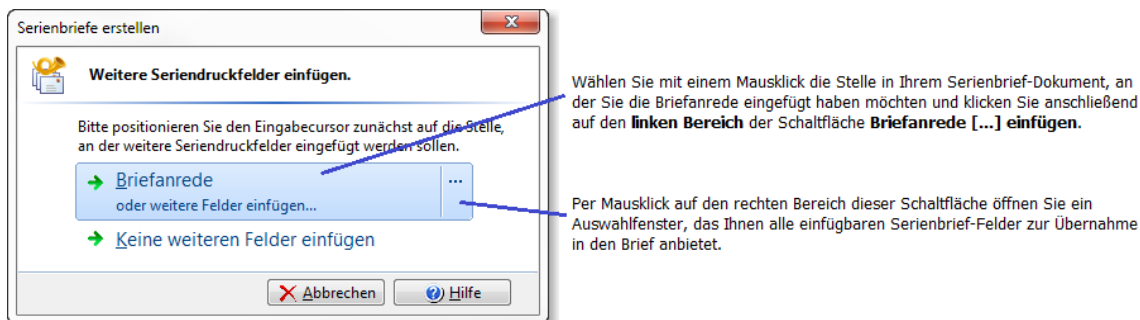 Serienbriefe erstellen
Weitere Seriendruckfelder einfügen.
Bitte positionieren Sie den Eingabecursor zunächst auf die Stelle,
an der weitere Seriendruckfelder eingefügt werden sollen.
Briefanrede
...
oder weitere Felder einfügen...
Keine weiteren Felder einfügen
Abbrechen
Hilfe
Wählen Sie mit einem Mausklick die Stelle in Ihrem Serienbrief-Dokument, an
der Sie die Briefanrede eingefügt haben möchten und klicken Sie anschließend
auf den linken Bereich der Schaltfläche Briefanrede [...] einfügen.
Per Mausklick auf den rechten Bereich dieser Schaltfläche öffnen Sie ein
Auswahlfenster, das Ihnen alle einfügbaren Serienbrief-Felder zur Übernahme
in den Brief anbietet.